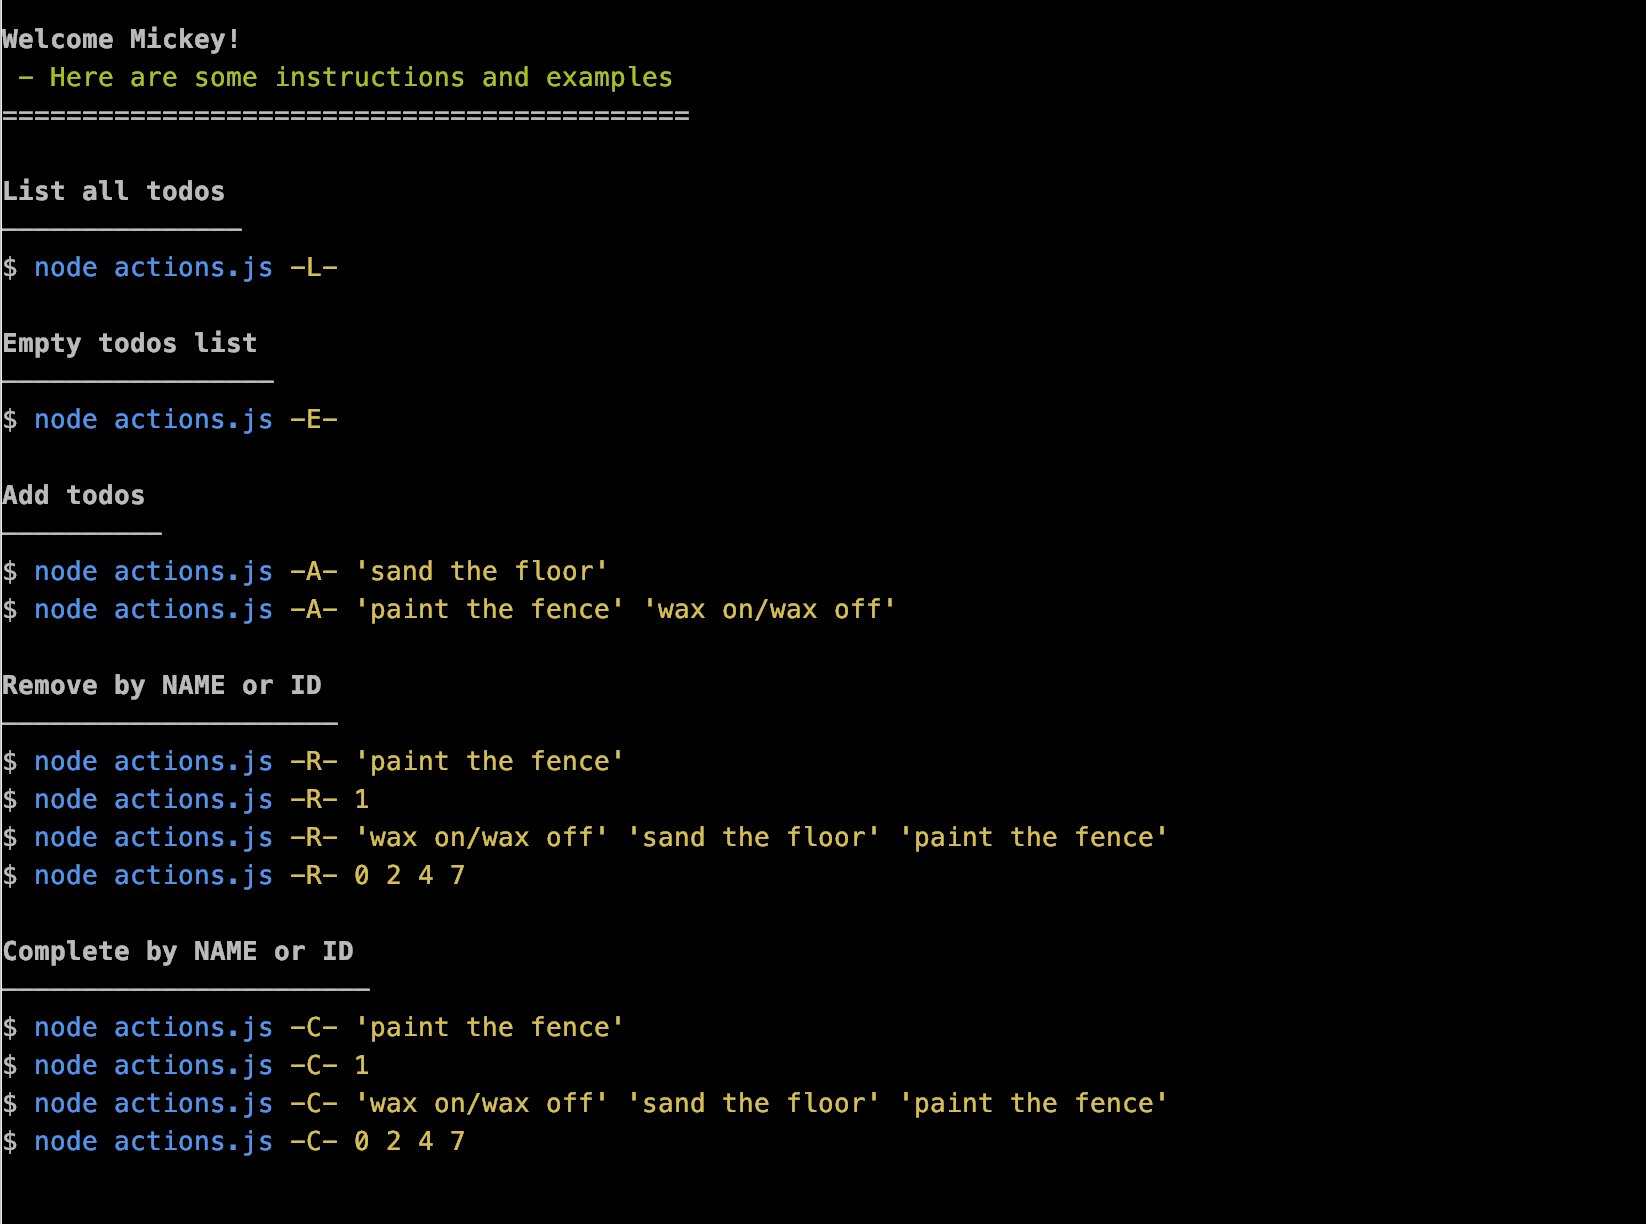 Welcome Mickey!
 – Here are some instructions and examples
===========================================
List all todos
———————————————
$ node actions.js –L–
Empty todos list
—————————————————
$ node actions.js –E–
Add todos
——————————
$ node actions.js –A– 'sand the floor'
$ node actions.js –A– 'paint the fence' 'wax on/wax off'
Remove by NAME or ID
—————————————————————
$ node actions.js –R– 'paint the fence'
$ node actions.js –R– 1
$ node actions.js –R– 'wax on/wax off' 'sand the floor' 'paint the fence'
$ node actions.js –R– 0 2 4 7
Complete by NAME or ID
———————————————————————
$ node actions.js –C– 'paint the fence'
$ node actions.js –C– 1
$ node actions.js –C– 'wax on/wax off' 'sand the floor' 'paint the fence'
$ node actions.js –C– 0 2 4 7